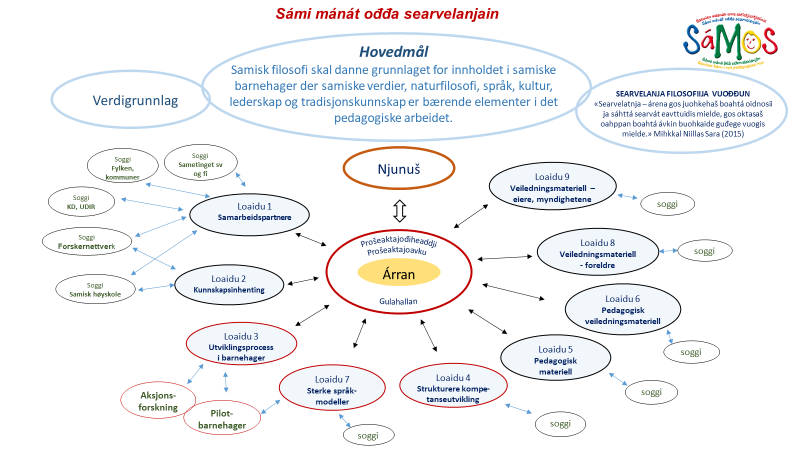 Sámi mánát ođđa searvelanjain
Hovedmål
Samisk filosofi skal danne grunnlaget for innholdet i samiske
barnehager der samiske verdier, naturfilosofi, språk, kultur,
lederskap og tradisjonskunnskap er bærende elementer i det
pedagogiske arbeidet.
Verdigrunnlag
SáMOS
SEARVELANJA FILOSOFIIJA VUOĐĐUN
«Searvelatnja – árena gos juohkehaš boahtá oidnosii
ja sáhttá searvát eavttuidis mielde, gos oktasaš
oahppan boahtá ávkin buohkaide guđege vuogis
mielde.» Mihkkal Niillas Sara (2015)
Njunuš
Soggi
Fylken,
kommuner
Soggi
Sametinget sv
og fi
Soggi
KD, UDIR
Soggi
Forskernettverk
Soggi
Samisk høyskole
Loaidu 1
Samarbeidspartnere
Loaidu 2
Kunnskapsinhenting
Loaidu 3
Utviklingsprocess
i barnehager
Aksjons-
forskning
Pilot-
barnehager
Loaidu 7
Sterke språk-
modeller
soggi
Loaidu 4
Strukturere kompe-
tanseutvikling
soggi
Prošeaktajođiheaddji
Prošeaktajoavku
Árran
Gulahallan
Loaidu 9
Veiledningsmateriell –
eiere, myndighetene
soggi
Loaidu 8
Veiledningsmateriell
- foreldre
soggi
Loaidu 6
Pedagogisk
veiledningsmateriell
soggi
Loaidu 5
Pedagogisk
materiell
soggi